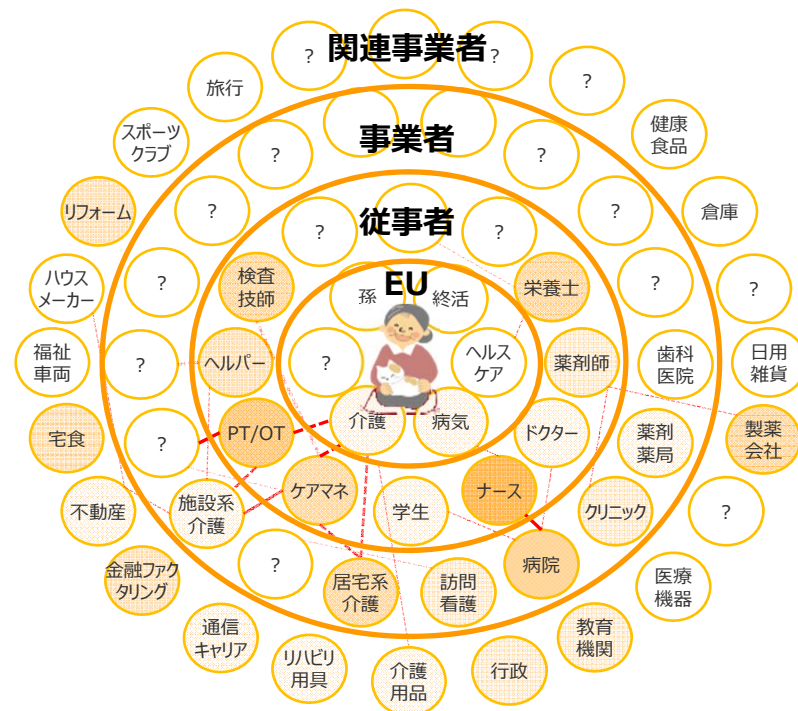 関連事業者
?
?
?
旅行
スポーツ
クラブ
健康
食品
事業者
?
?
リフォーム
?
?
倉庫
従事者
?
?
ハウス
メーカー
?
検査
技師
EU
孫
終活
栄養士
?
?
福祉
車両
?
ヘルパー
?
ヘルス
ケア
薬剤師
歯科
医院
日用
雑貨
宅食
?
PT/OT
介護
病気
ドクター
薬剤
薬局
製薬
会社
不動産
施設系
介護
ケアマネ
学生
ナース
クリニック
?
金融ファク
タリング
?
居宅系
介護
訪問
看護
病院
医療
機器
通信
キャリア
リハビリ
用具
介護
用品
行政
教育
機関